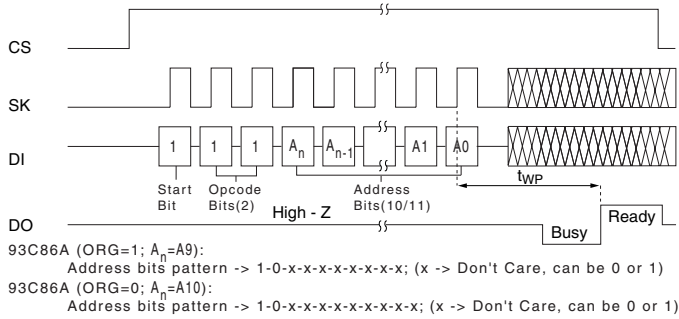 CS
SK
DI
1 1 1 An An-1 A1 A0
Start Bit
Opcode Bits(2)
Address Bits(10/11)
tWP
DO
High - Z
Busy
Ready
93C86A (ORG=1; An=A9):
Address bits pattern -> 1-0-x-x-x-x-x-x-x-x; (x -> Don't Care, can be 0 or 1)
93C86A (ORG=0; An=A10):
Address bits pattern -> 1-0-x-x-x-x-x-x-x-x-x; (x -> Don't Care, can be 0 or 1)